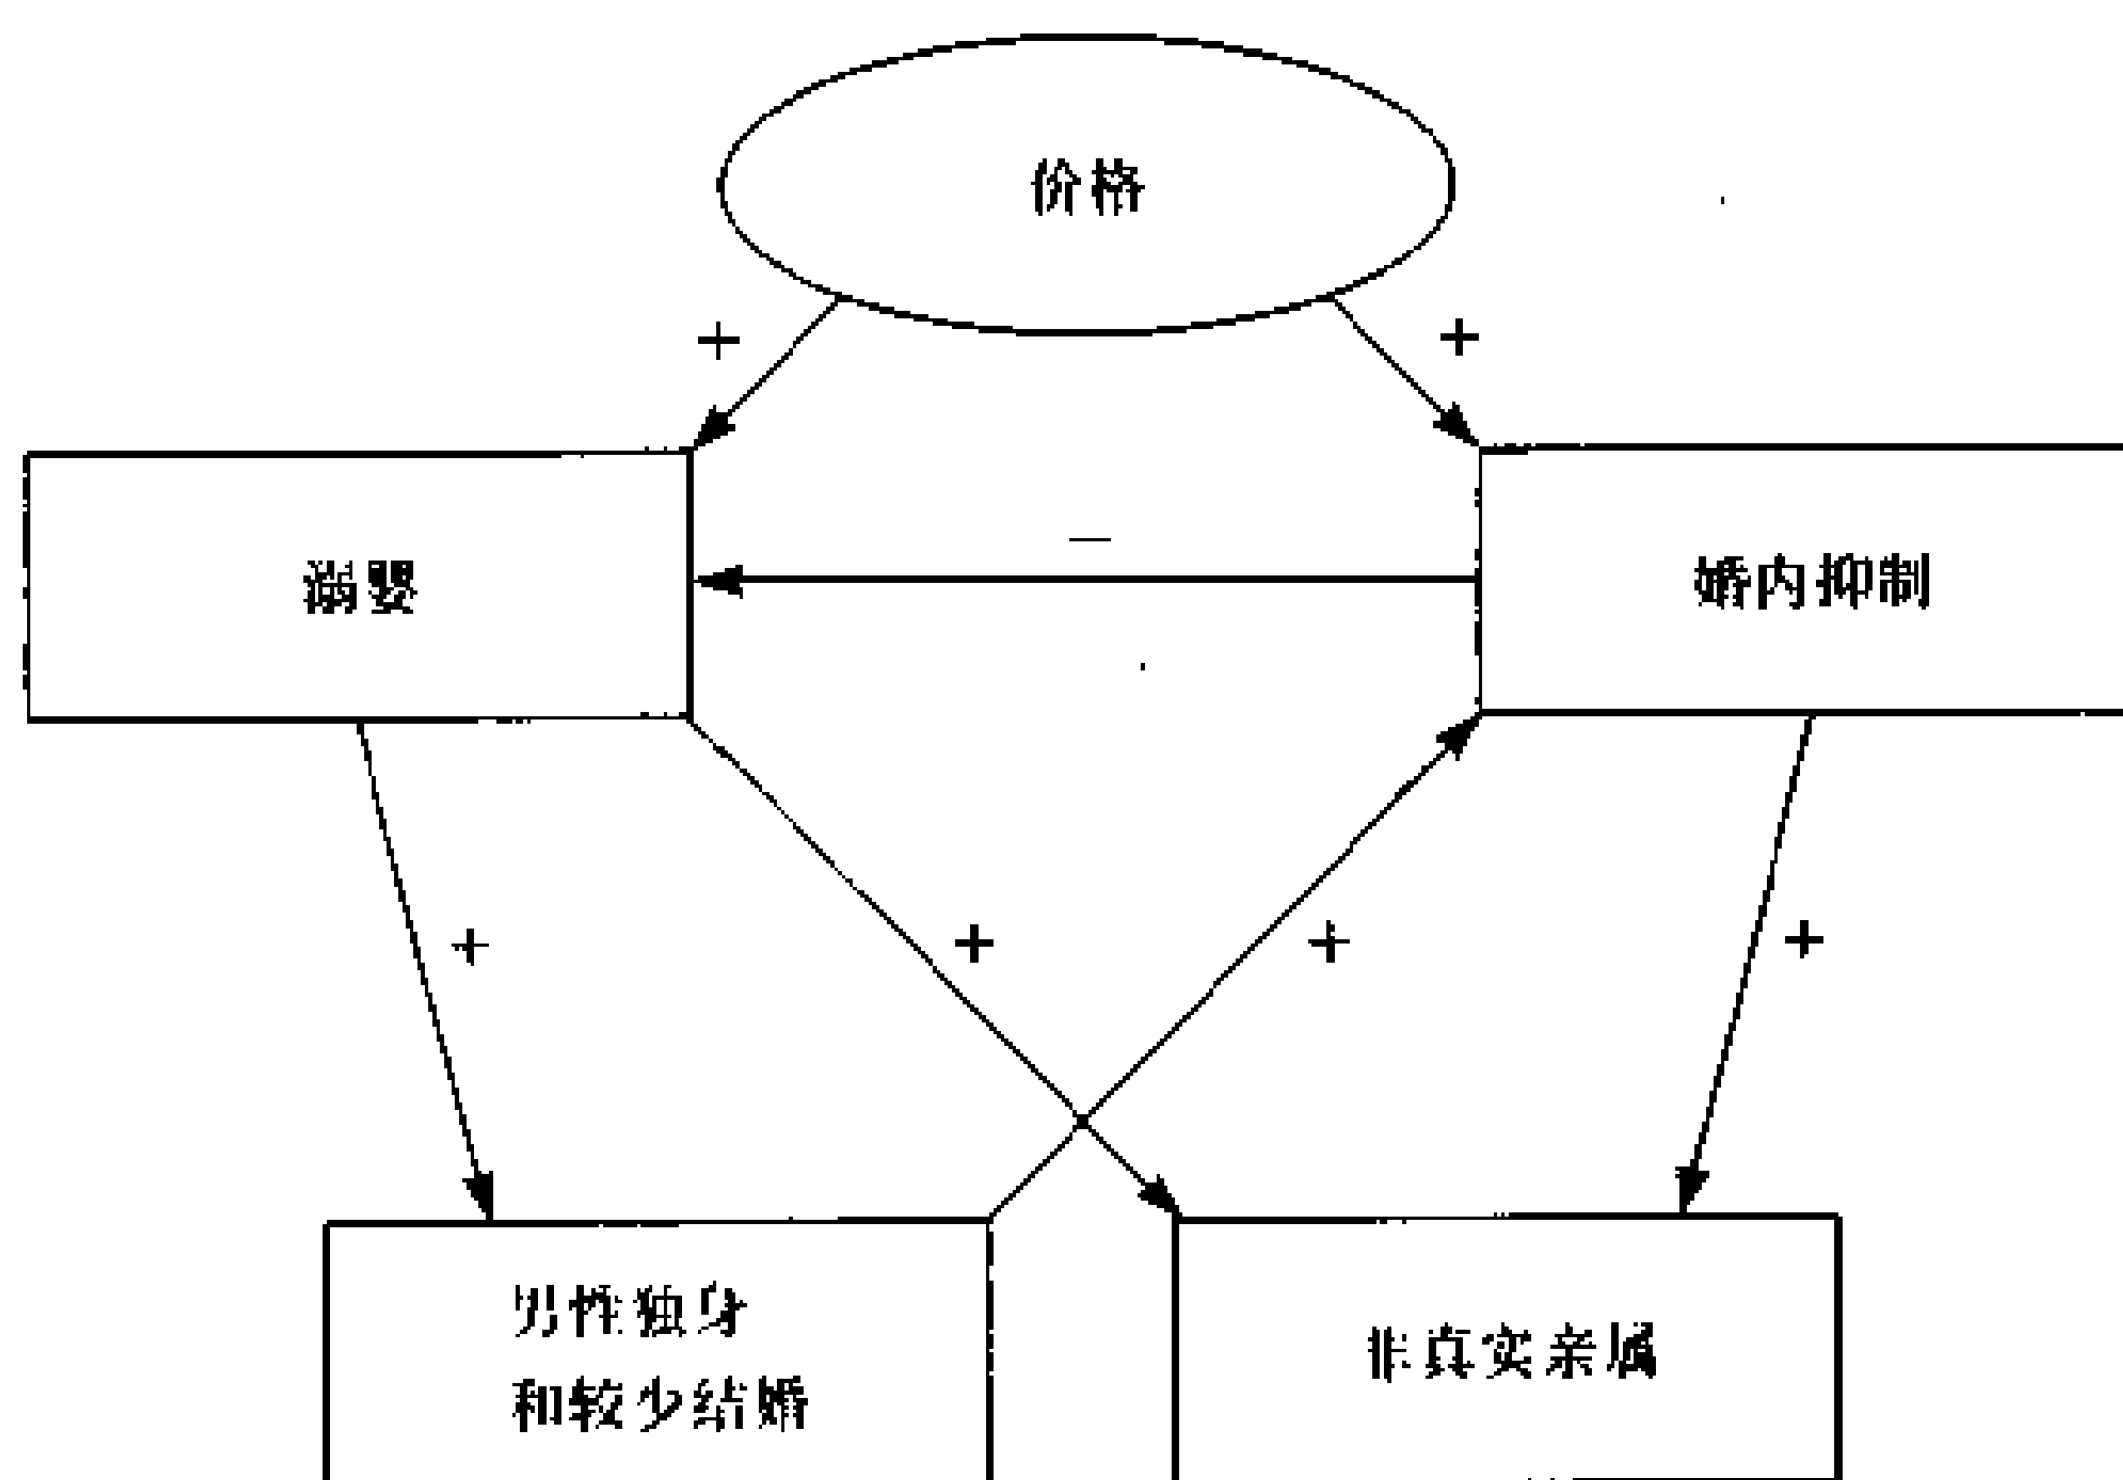 价格
+
+
溺婴
—
婚内抑制
+
+
+
+
男性独身
和较少结婚
非真实亲属